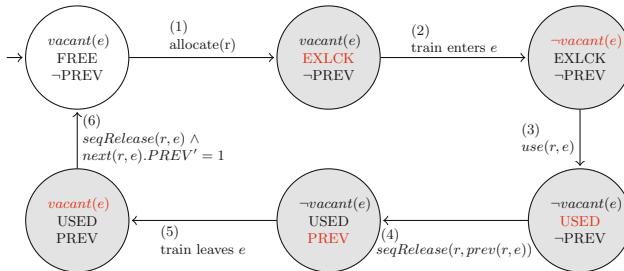 vacant(e)
FREE
¬PREV
(1)
allocate(r)
vacant(e)
EXLCK
¬PREV
(2)
train enters e
¬vacant(e)
EXLCK
¬PREV
(3)
use(r, e)
¬vacant(e)
USED
¬PREV
(4)
seqRelease(r, prev(r, e))
¬vacant(e)
USED
PREV
(5)
train leaves e
vacant(e)
USED
PREV
(6)
seqRelease(r, e) ∧
next(r, e).PREV′ = 1